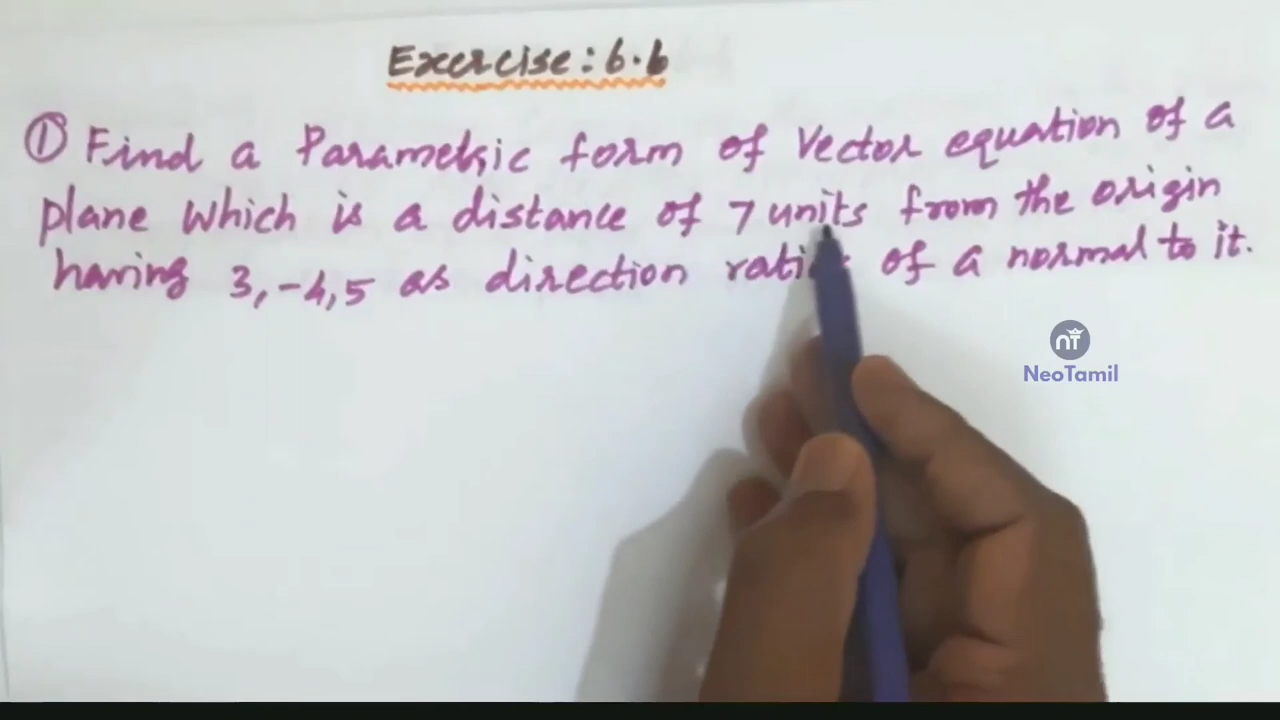 Exercise: 6.6
① Find a Parametric form of Vector equation of a
plane which is a distance of 7 units from the origin
having 3, -4, 5 as direction ratios of a normal to it.
NT
NeoTamil